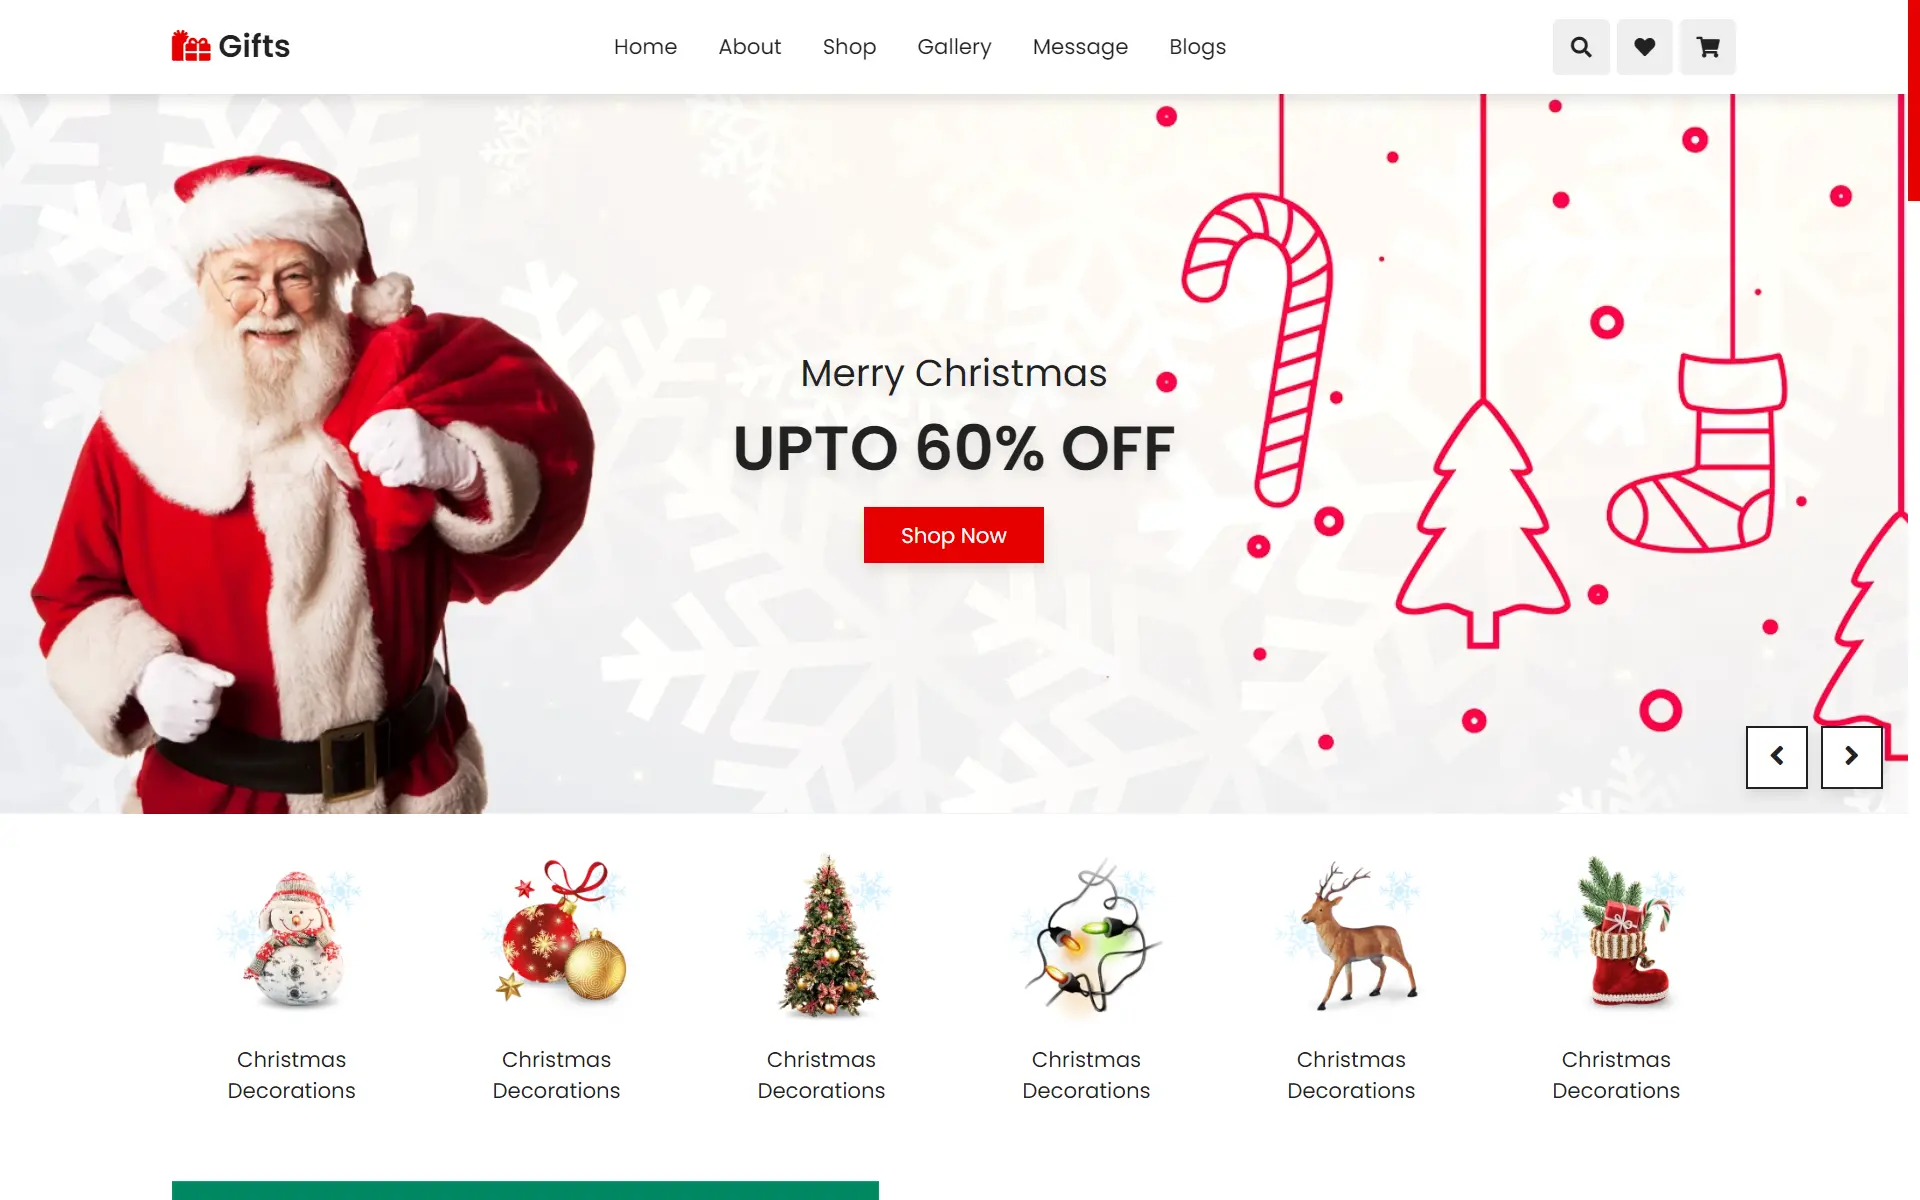 Gifts
Home About Shop Gallery Message Blogs
Merry Christmas
UPTO 60% OFF
Shop Now
Christmas
Decorations
Christmas
Decorations
Christmas
Decorations
Christmas
Decorations
Christmas
Decorations
Christmas
Decorations